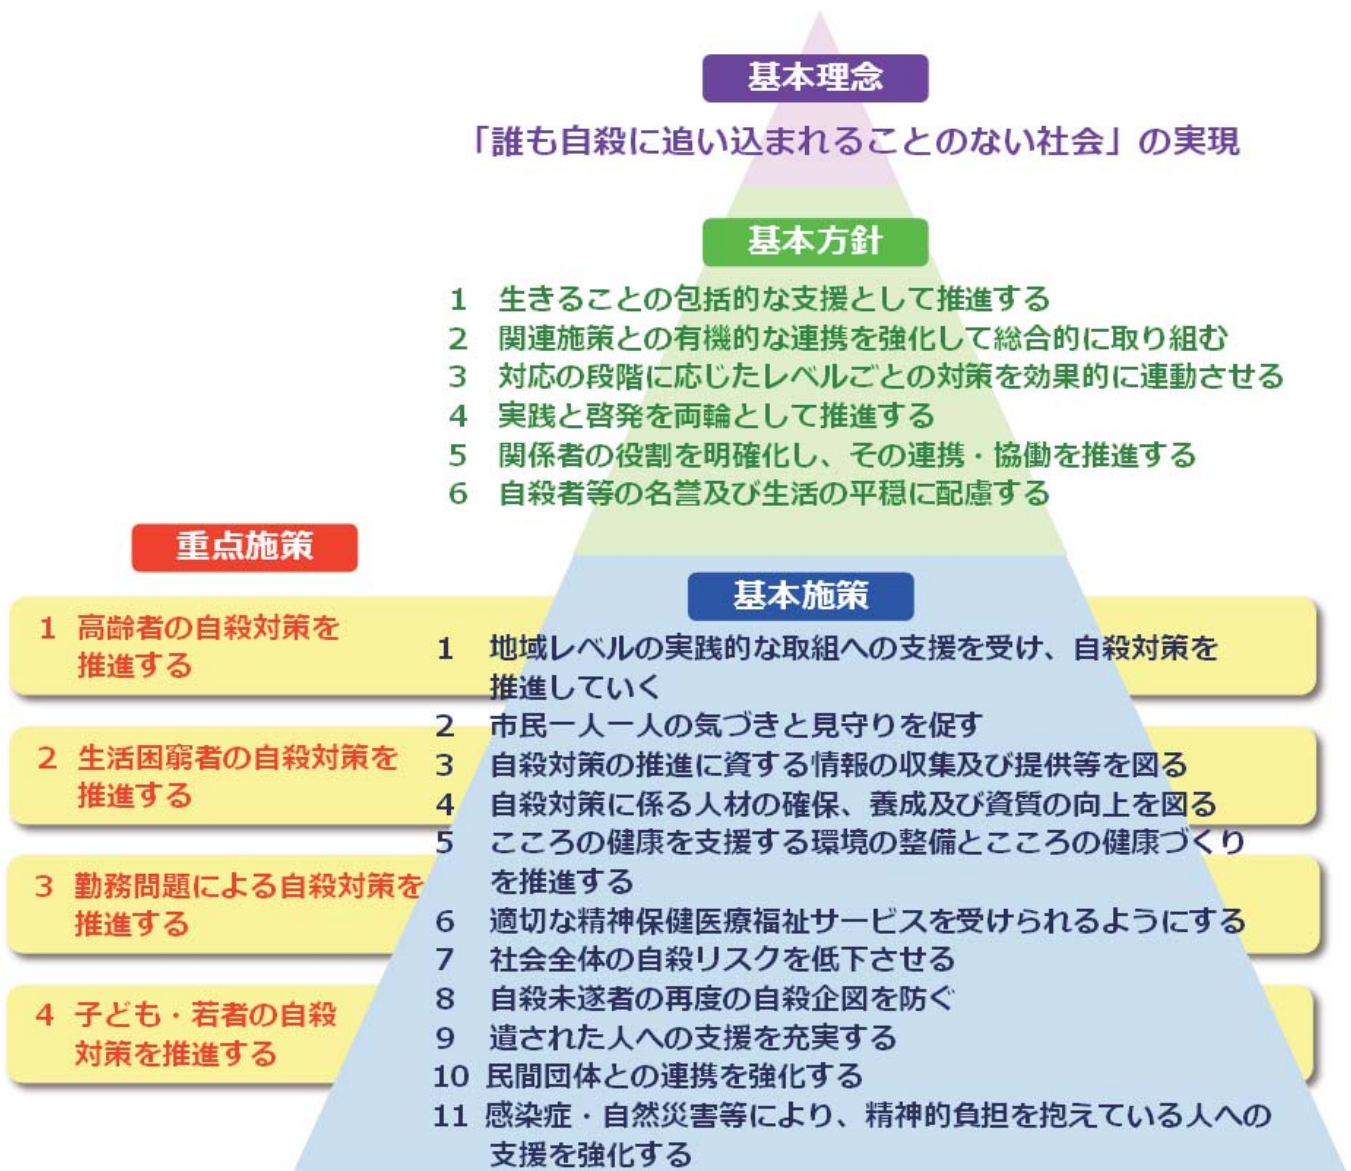 基本理念
「誰も自殺に追い込まれることのない社会」の実現
基本方針
1 生きることの包括的な支援として推進する
2 関連施策との有機的な連携を強化して総合的に取り組む
3 対応の段階に応じたレベルごとの対策を効果的に連動させる
4 実践と啓発を両輪として推進する
5 関係者の役割を明確化し、その連携・協働を推進する
6 自殺者等の名誉及び生活の平穏に配慮する
重点施策
1 高齢者の自殺対策を
推進する
2 生活困窮者の自殺対策を
推進する
3 勤務問題による自殺対策を
推進する
4 子ども・若者の自殺
対策を推進する
基本施策
1 地域レベルの実践的な取組への支援を受け、自殺対策を
推進していく
2 市民一人一人の気づきと見守りを促す
3 自殺対策の推進に資する情報の収集及び提供等を図る
4 自殺対策に係る人材の確保、養成及び資質の向上を図る
5 こころの健康を支援する環境の整備とこころの健康づくり
を推進する
6 適切な精神保健医療福祉サービスを受けられるようにする
7 社会全体の自殺リスクを低下させる
8 自殺未遂者の再度の自殺企図を防ぐ
9 遺された人への支援を充実する
10 民間団体との連携を強化する
11 感染症・自然災害等により、精神的負担を抱えている人への
支援を強化する